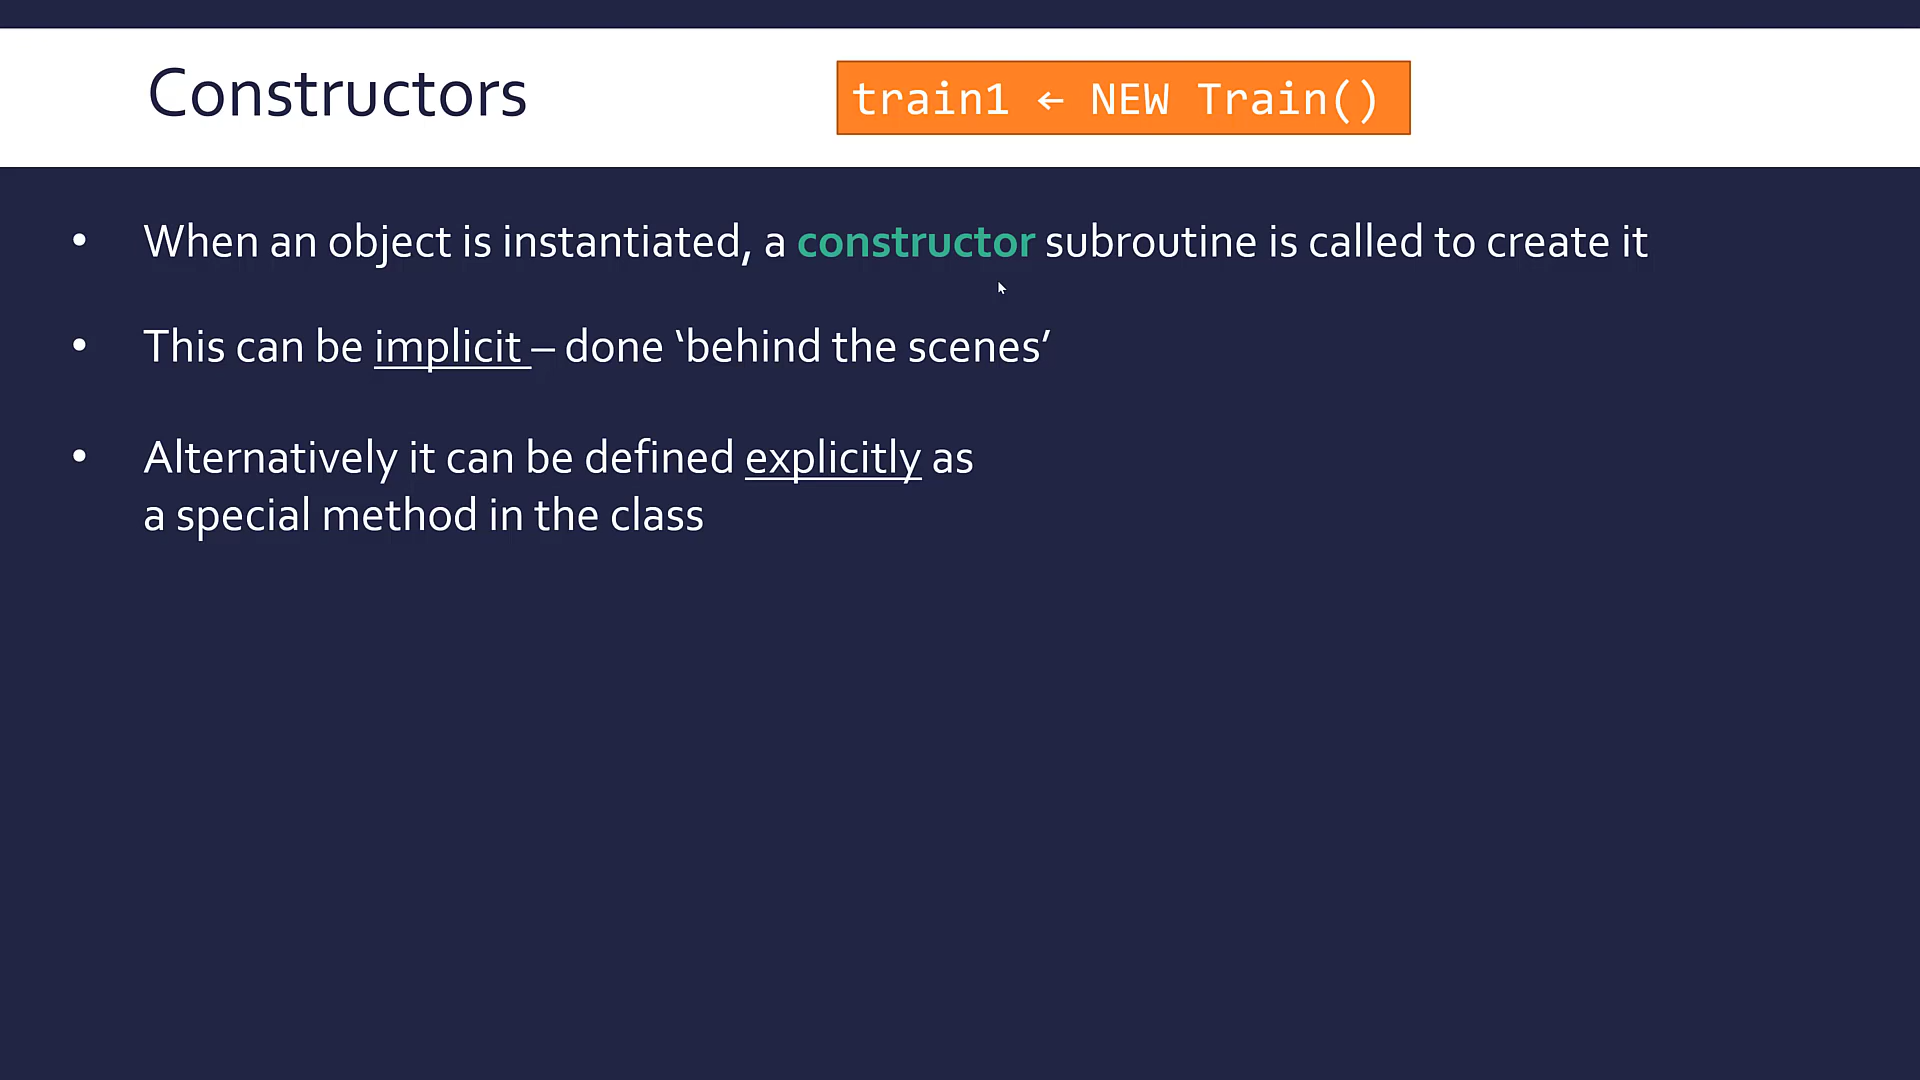 Constructors
train1 ← NEW Train()
• When an object is instantiated, a constructor subroutine is called to create it
• This can be implicit – done ‘behind the scenes’
• Alternatively it can be defined explicitly as
a special method in the class